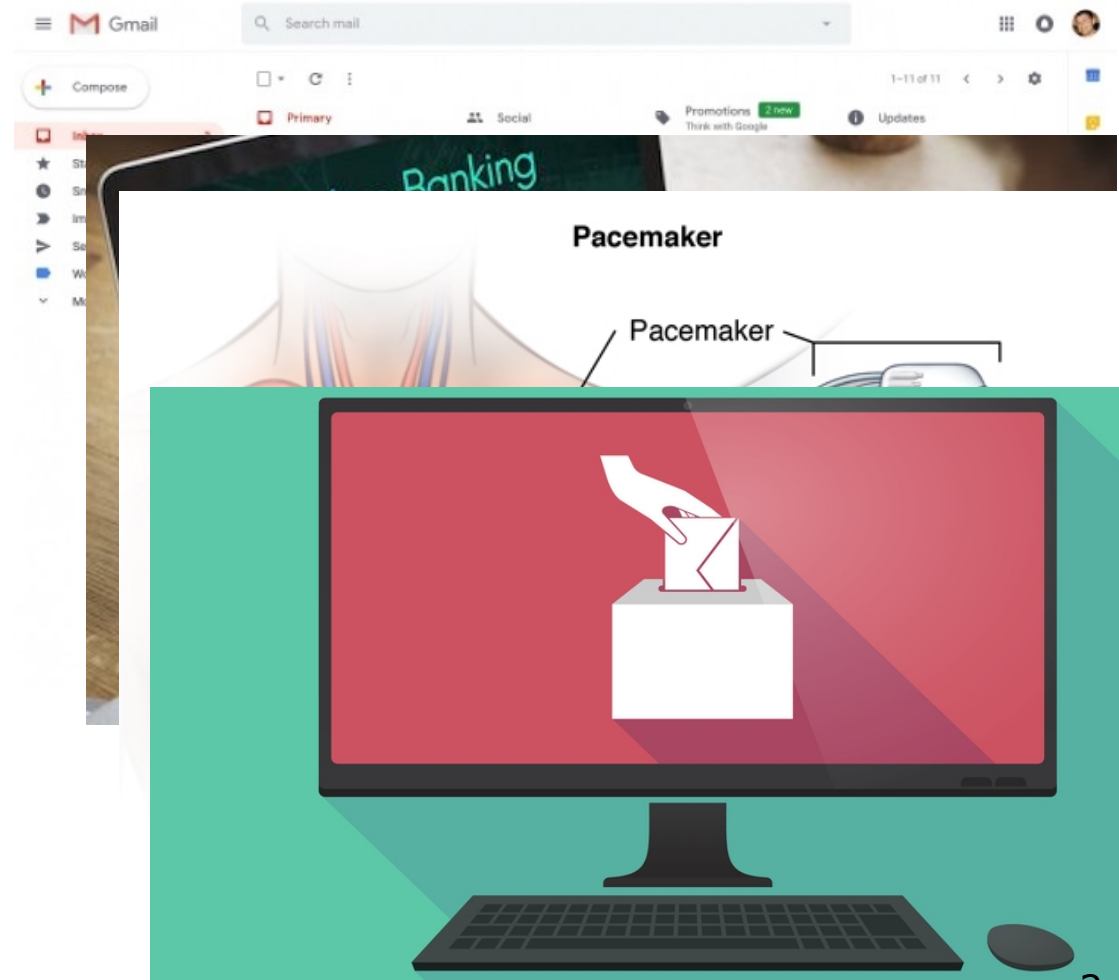 Gmail
Search mail
Compose
1–11 of 11
Primary
Social
Promotions 2 new
Think with Google
Updates
Banking
Pacemaker
Pacemaker